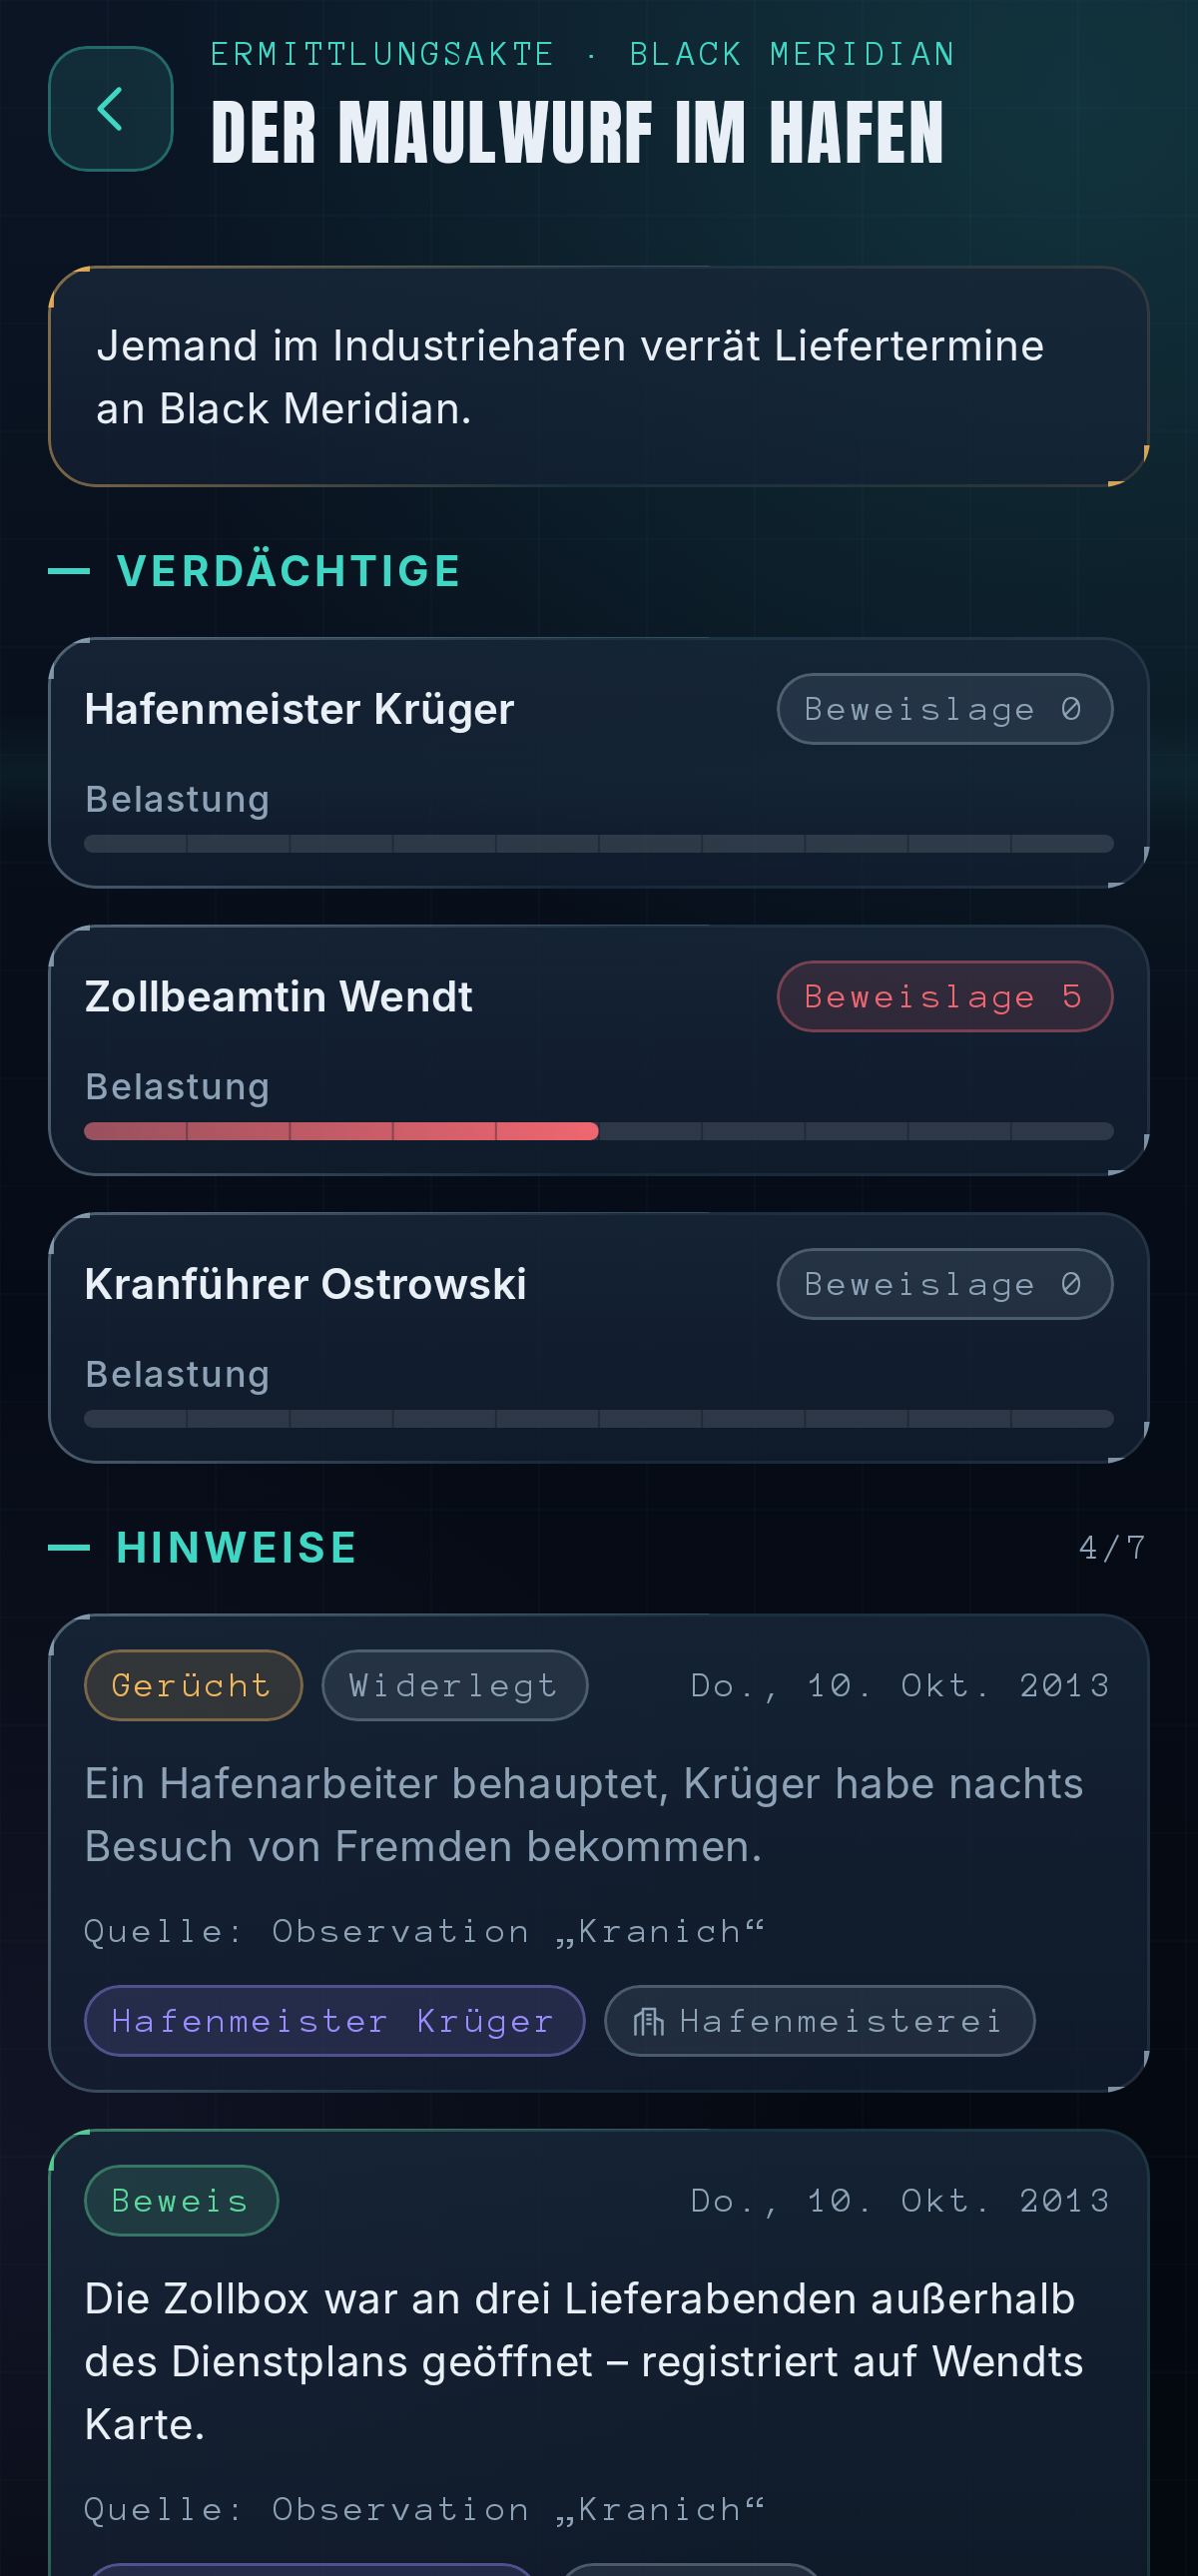 ERMITTLUNGSAKTE · BLACK MERIDIAN
DER MAULWURF IM HAFEN
Jemand im Industriehafen verrät Liefertermine
an Black Meridian.
VERDÄCHTIGE
Hafenmeister Krüger
Beweislage 0
Belastung
Zollbeamtin Wendt
Beweislage 5
Belastung
Kranführer Ostrowski
Beweislage 0
Belastung
HINWEISE
4/7
Gerücht
Widerlegt
Do., 10. Okt. 2013
Ein Hafenarbeiter behauptet, Krüger habe nachts
Besuch von Fremden bekommen.
Quelle: Observation „Kranich“
Hafenmeister Krüger
Hafenmeisterei
Beweis
Do., 10. Okt. 2013
Die Zollbox war an drei Lieferabenden außerhalb
des Dienstplans geöffnet – registriert auf Wendts
Karte.
Quelle: Observation „Kranich“